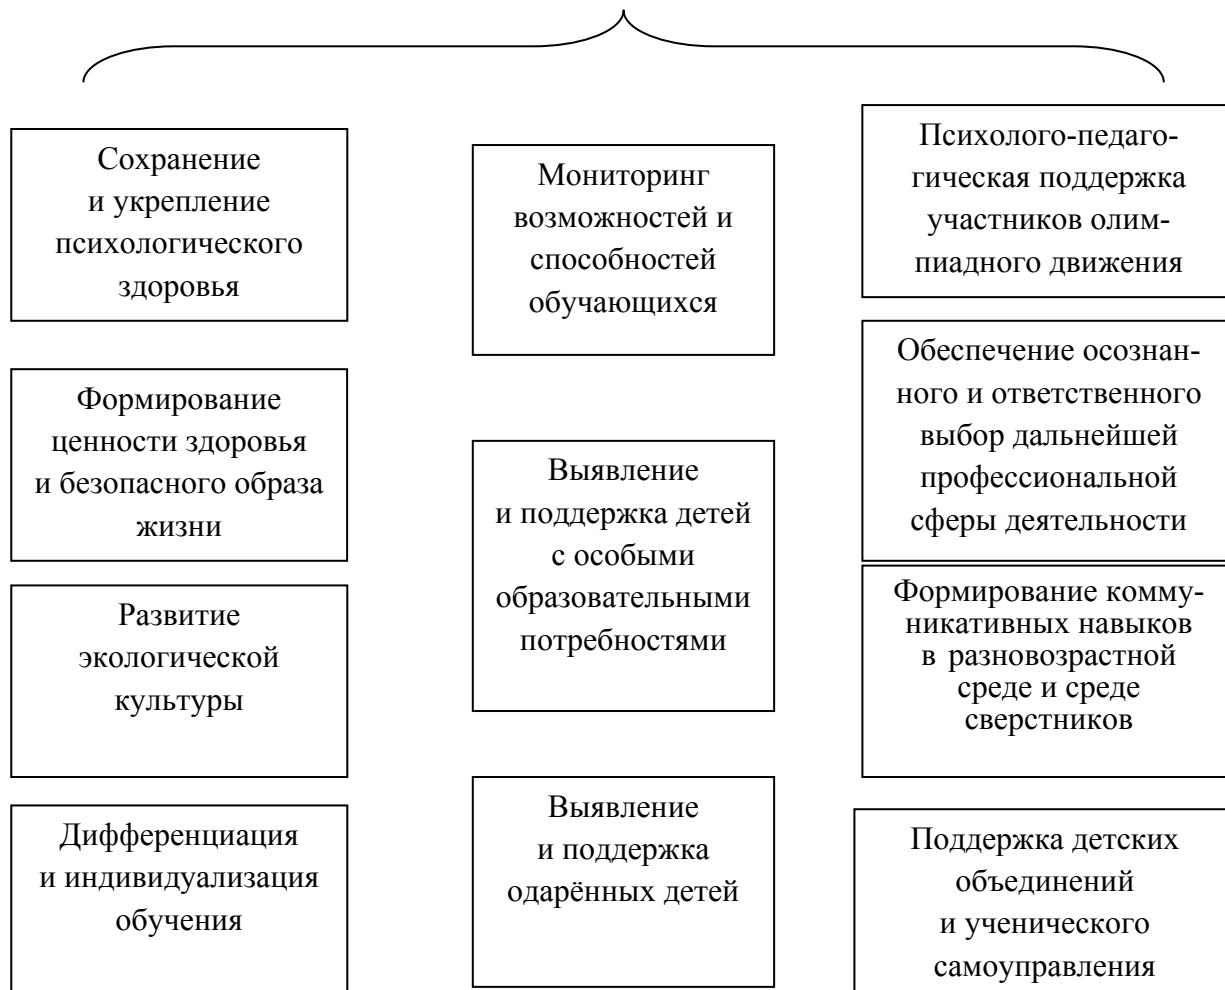 Сохранение
и укрепление
психологического
здоровья
Формирование
ценности здоровья
и безопасного образа
жизни
Развитие
экологической
культуры
Дифференциация
и индивидуализация
обучения
Мониторинг
возможностей и
способностей
обучающихся
Выявление
и поддержка детей
с особыми
образовательными
потребностями
Выявление
и поддержка
одарённых детей
Психолого-педаго-
гическая поддержка
участников олим-
пиадного движения
Обеспечение осознан-
ного и ответственного
выбор дальнейшей
профессиональной
сферы деятельности
Формирование комму-
никативных навыков
в разновозрастной
среде и среде
сверстников
Поддержка детских
объединений
и ученического
самоуправления